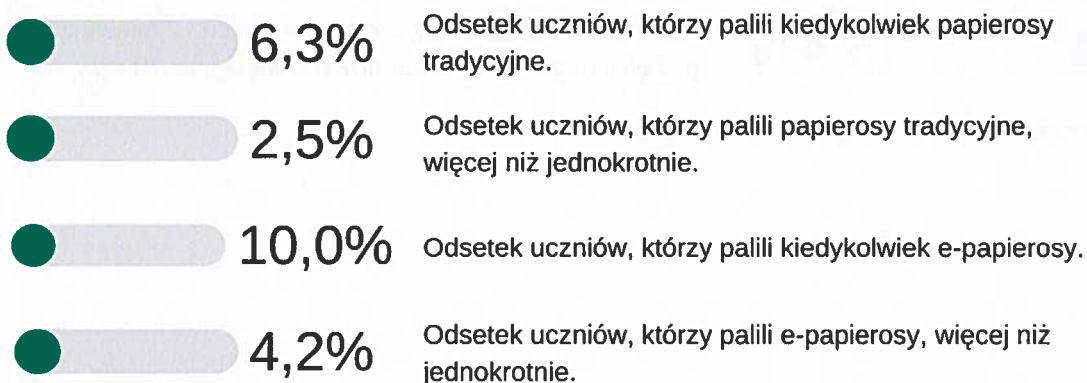 6,3%
Odsetek uczniów, którzy palili kiedykolwiek papierosy
tradycyjne.
2,5%
Odsetek uczniów, którzy palili papierosy tradycyjne,
więcej niż jednokrotnie.
10,0%
Odsetek uczniów, którzy palili kiedykolwiek e-papierosy.
4,2%
Odsetek uczniów, którzy palili e-papierosy, więcej niż
jednokrotnie.